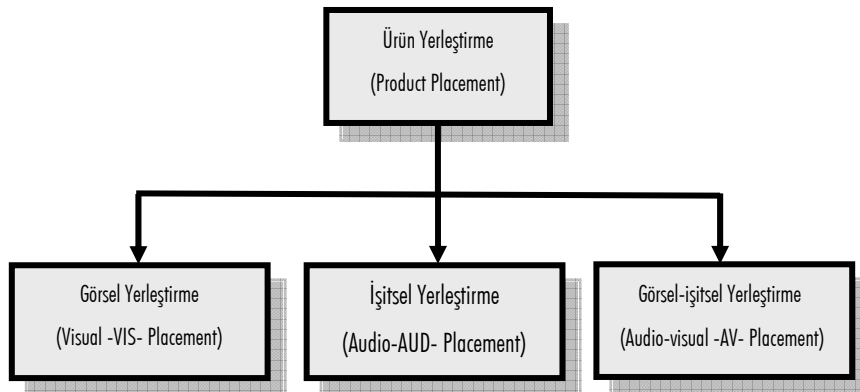 Ürün Yerleştirme
(Product Placement)
Görsel Yerleştirme
(Visual -VIS- Placement)
İşitsel Yerleştirme
(Audio-AUD- Placement)
Görsel-işitsel Yerleştirme
(Audio-visual -AV- Placement)